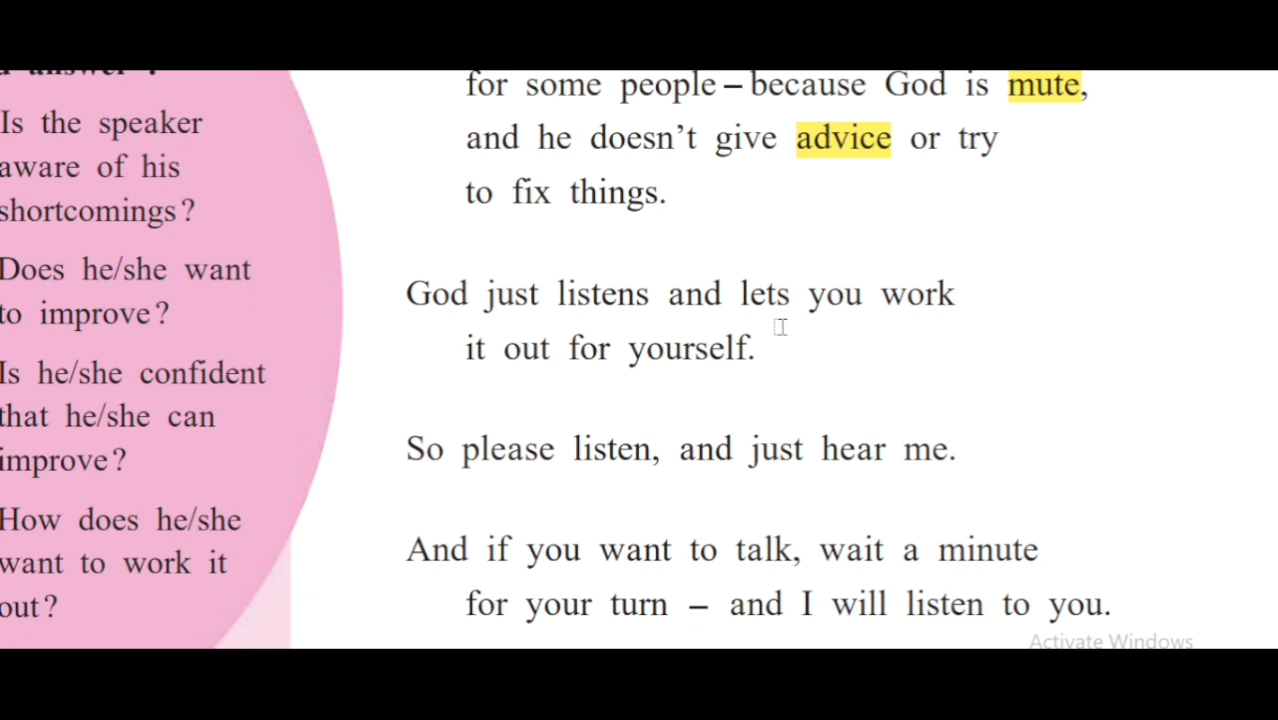 answer ?
Is the speaker
aware of his
shortcomings?
Does he/she want
to improve?
Is he/she confident
that he/she can
improve?
How does he/she
want to work it
out?
for some people – because God is mute,
and he doesn't give advice or try
to fix things.
God just listens and lets you work
it out for yourself.
So please listen, and just hear me.
And if you want to talk, wait a minute
for your turn – and I will listen to you.
Activate Windows